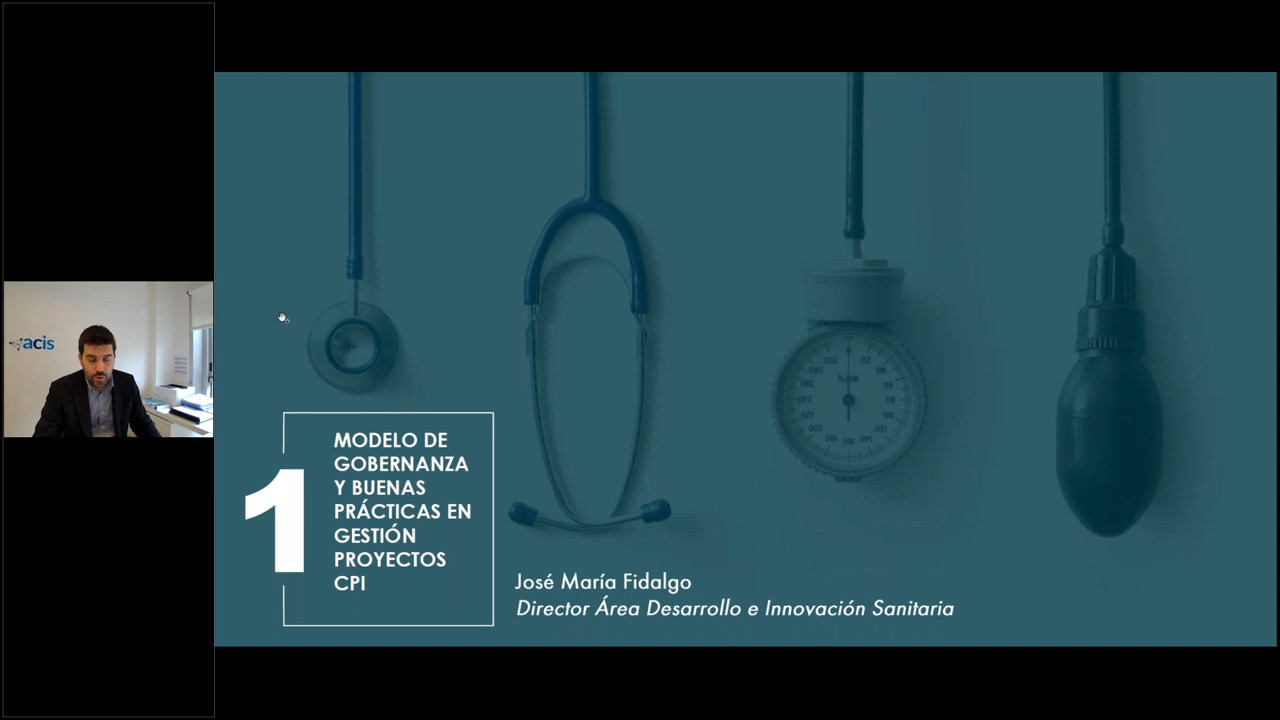 acis
1
MODELO DE
GOBERNANZA
Y BUENAS
PRÁCTICAS EN
GESTIÓN
PROYECTOS
CPI
José María Fidalgo
Director Área Desarrollo e Innovación Sanitaria